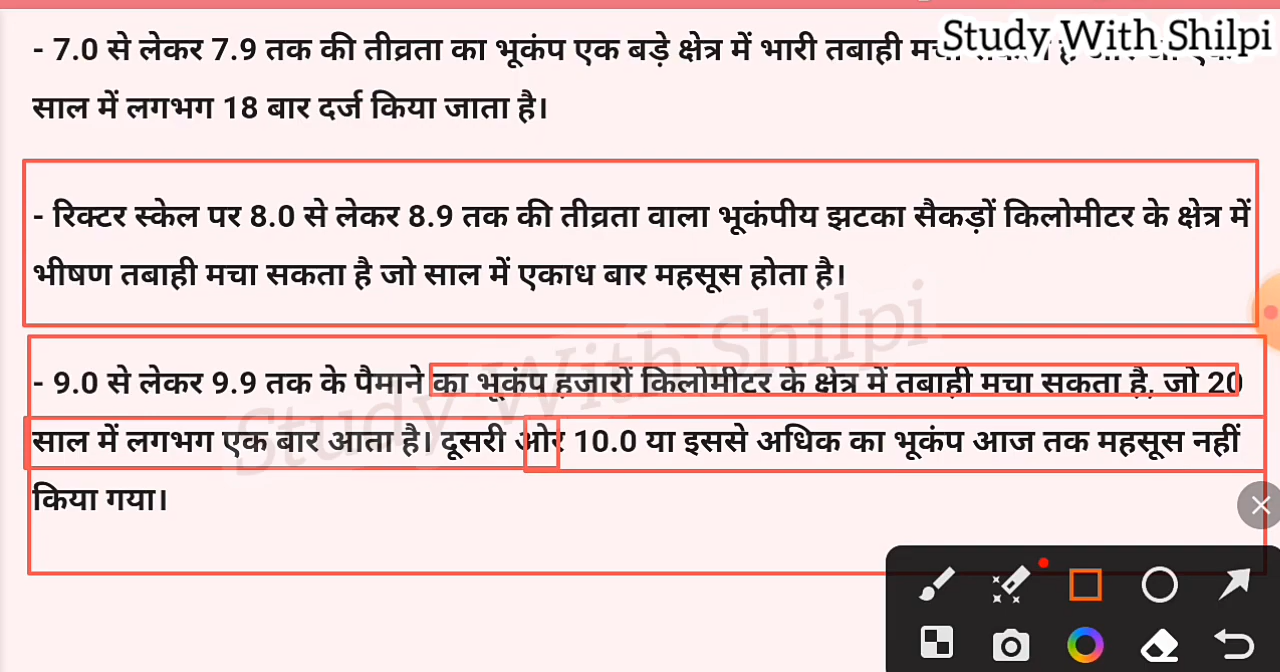 Study With Shilpi
- 7.0 से लेकर 7.9 तक की तीव्रता का भूकंप एक बड़े क्षेत्र में भारी तबाही
साल में लगभग 18 बार दर्ज किया जाता है।
- रिक्टर स्केल पर 8.0 से लेकर 8.9 तक की तीव्रता वाला भूकंपीय झटका सैकड़ों किलोमीटर के क्षेत्र में
भीषण तबाही मचा सकता है जो साल में एकाध बार महसूस होता है।
Study With Shilpi
- 9.0 से लेकर 9.9 तक के पैमाने का भूकंप हजारों किलोमीटर के क्षेत्र में तबाही मचा सकता है, जो 20
साल में लगभग एक बार आता है। दूसरी ओर 10.0 या इससे अधिक का भूकंप आज तक महसूस नहीं
किया गया।